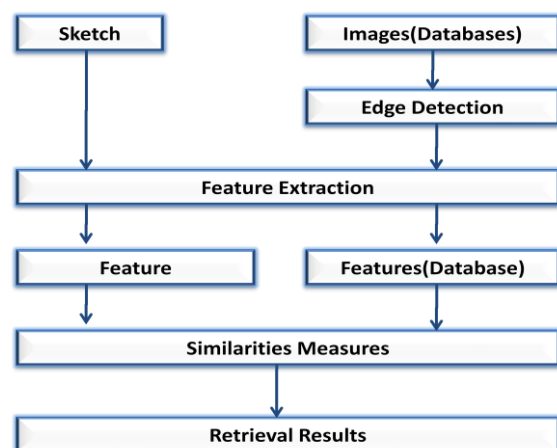 Sketch
Images(Databases)
Edge Detection
Feature Extraction
Feature
Features(Database)
Similarities Measures
Retrieval Results